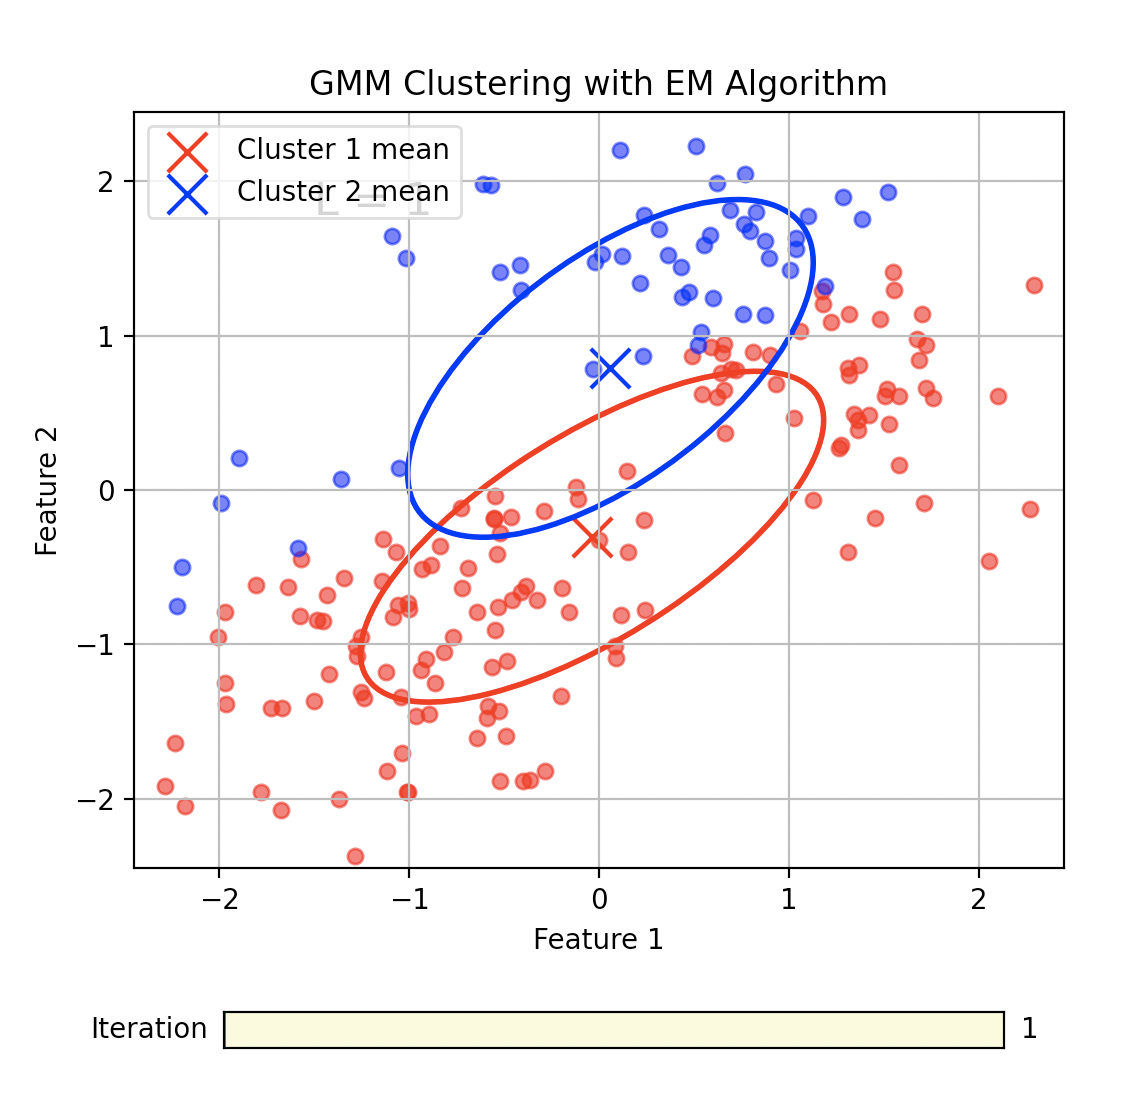 GMM Clustering with EM Algorithm
Cluster 1 mean
Cluster 2 mean
L = 1
2
1
0
−1
−2
Feature 2
−2
−1
0
1
2
Feature 1
Iteration
1